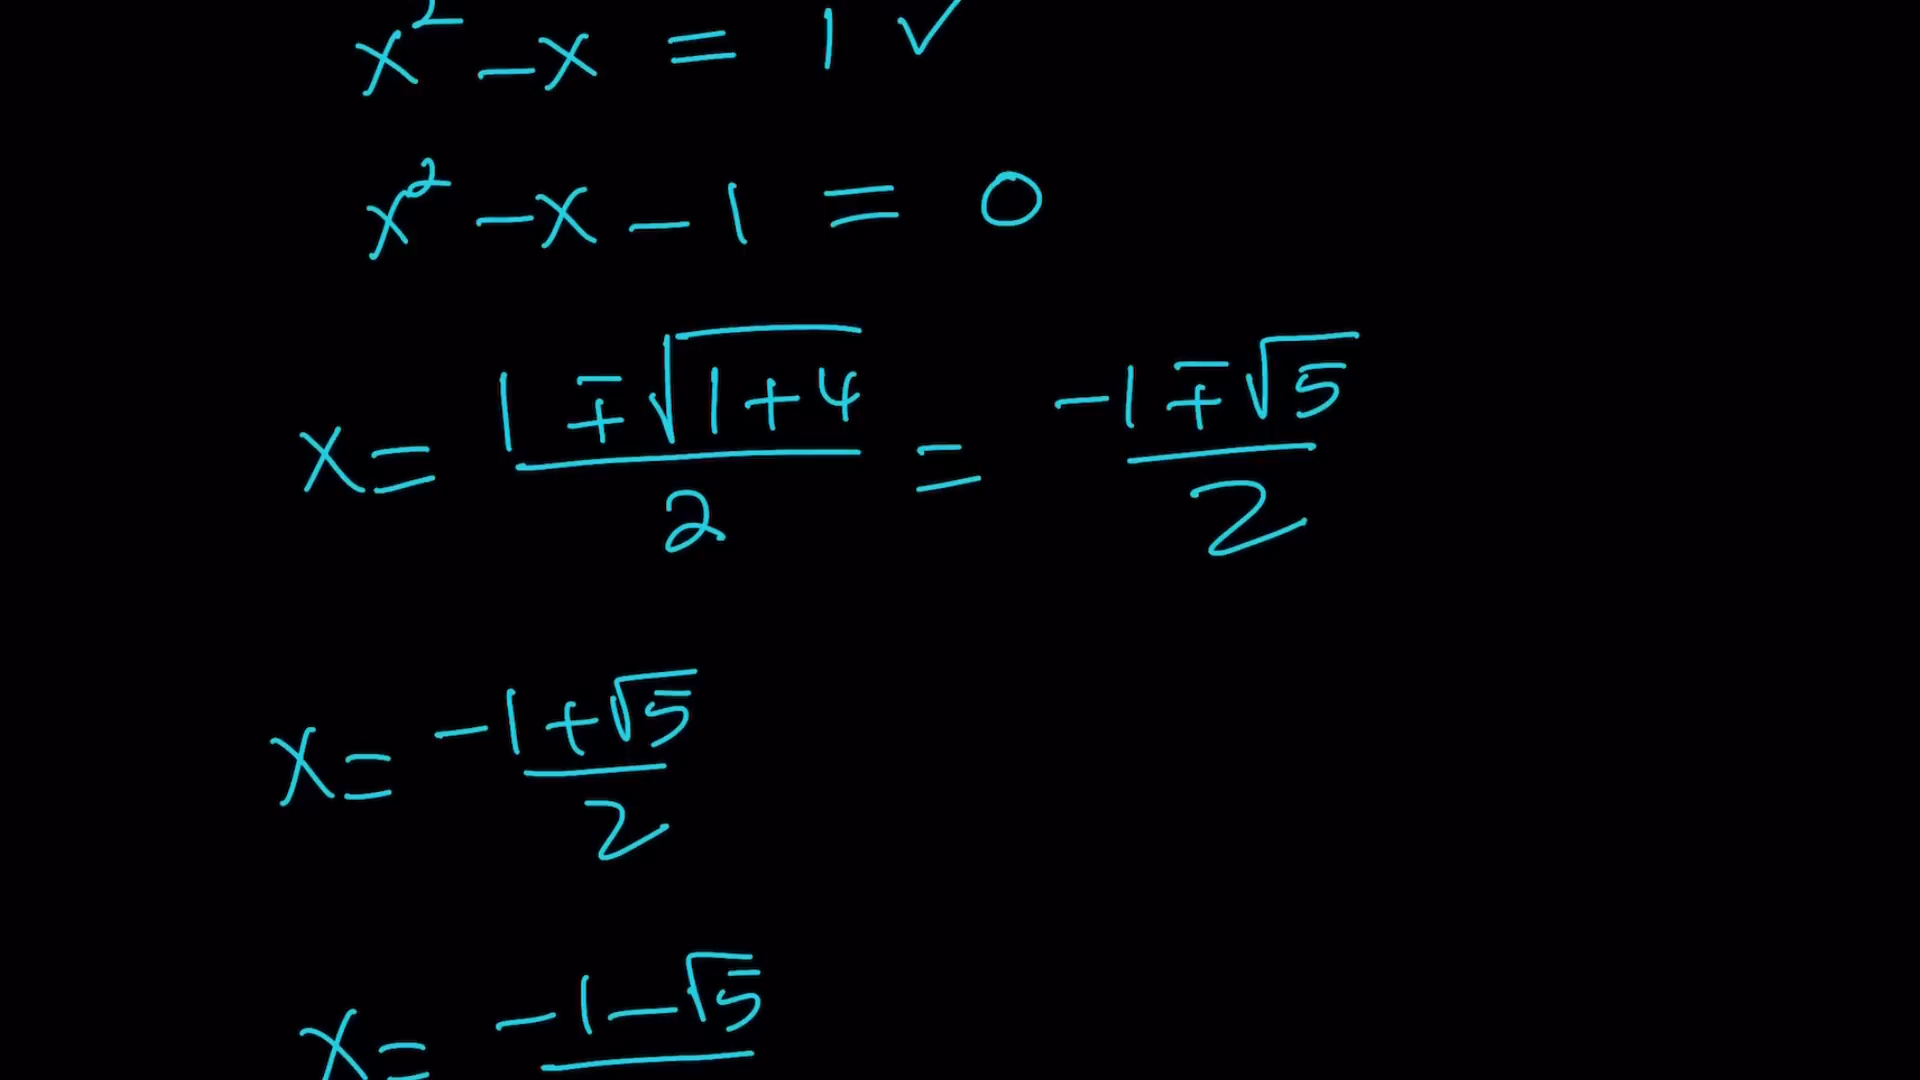 x² - x = 1 ✓
x² - x - 1 = 0
x = (1 ∓ √(1+4))/2 = (-1 ∓ √5)/2
x = (-1 + √5)/2
x = (-1 - √5)/